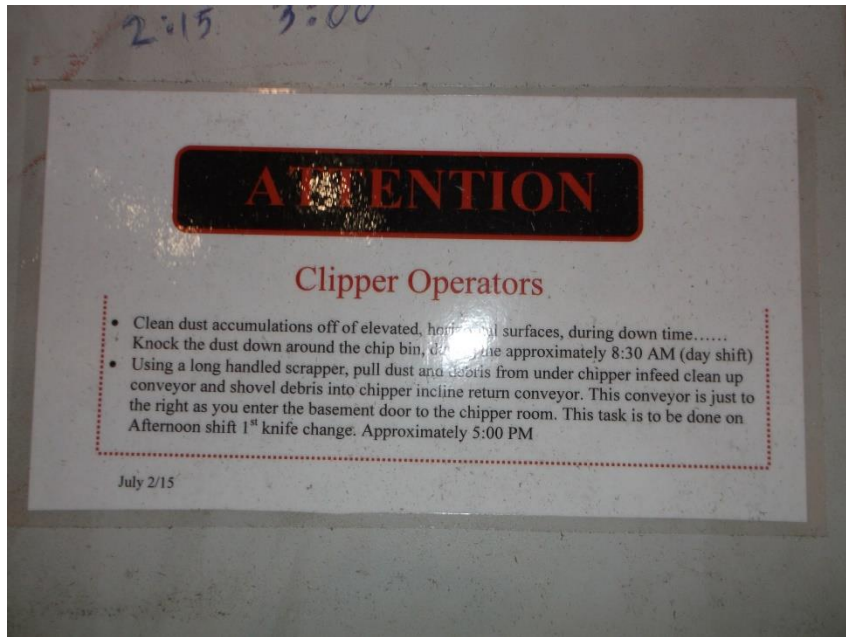 2:15 3:00
ATTENTION
Clipper Operators
• Clean dust accumulations off of elevated, horizontal surfaces, during down time……
Knock the dust down around the chip bin, approximately 8:30 AM (day shift)
• Using a long handled scrapper, pull dust and debris from under chipper infeed clean up
conveyor and shovel debris into chipper incline return conveyor. This conveyor is just to
the right as you enter the basement door to the chipper room. This task is to be done on
Afternoon shift 1st knife change. Approximately 5:00 PM
July 2/15